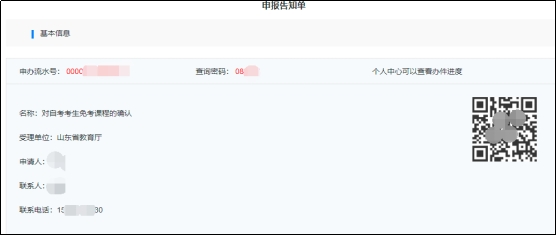 申报告知单
基本信息
申办流水号： 0000
查询密码： 08
个人中心可以查看办件进度
名称：对自考考生免考课程的确认
受理单位：山东省教育厅
申请人：
联系人：
联系电话：15 30